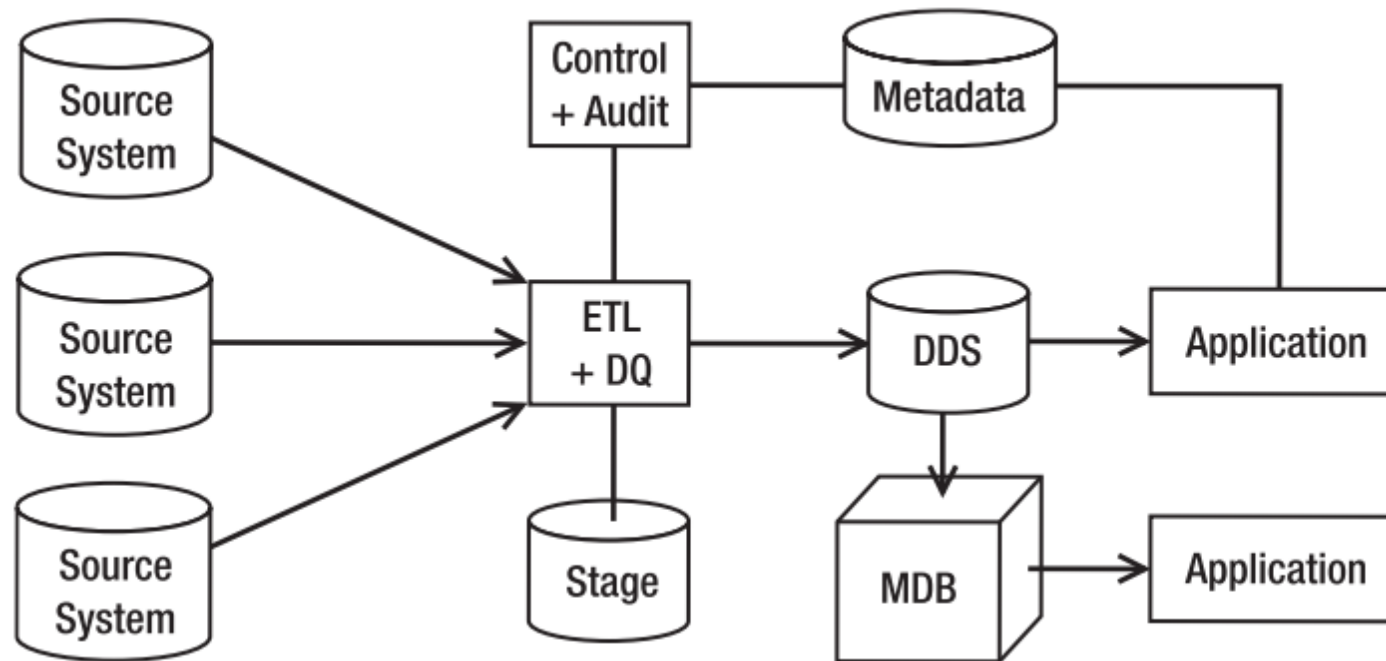 Source
System
Control
+ Audit
Metadata
Source
System
ETL
+ DQ
DDS
Application
Source
System
Stage
MDB
Application